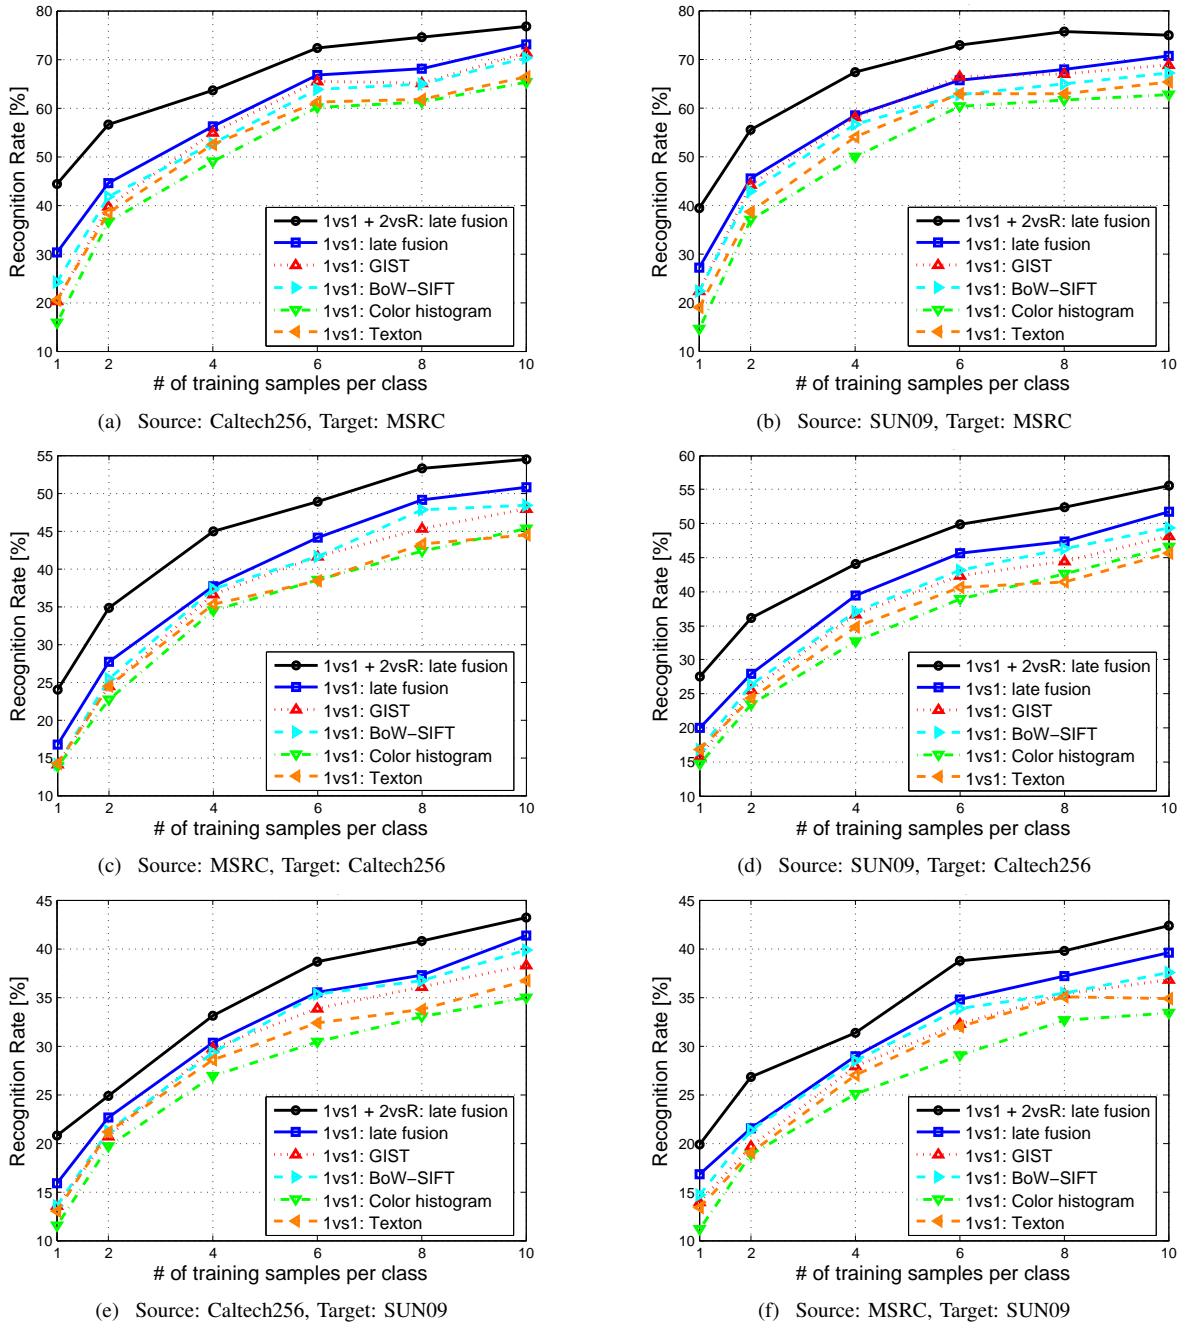 80
70
60
50
40
30
20
10
1
2
4
6
8
10
Recognition Rate [%]
# of training samples per class
1vs1 + 2vsR: late fusion
1vs1: late fusion
1vs1: GIST
1vs1: BoW−SIFT
1vs1: Color histogram
1vs1: Texton
(a) Source: Caltech256, Target: MSRC
80
70
60
50
40
30
20
10
1
2
4
6
8
10
Recognition Rate [%]
# of training samples per class
1vs1 + 2vsR: late fusion
1vs1: late fusion
1vs1: GIST
1vs1: BoW−SIFT
1vs1: Color histogram
1vs1: Texton
(b) Source: SUN09, Target: MSRC
55
50
45
40
35
30
25
20
15
10
1
2
4
6
8
10
Recognition Rate [%]
# of training samples per class
1vs1 + 2vsR: late fusion
1vs1: late fusion
1vs1: GIST
1vs1: BoW−SIFT
1vs1: Color histogram
1vs1: Texton
(c) Source: MSRC, Target: Caltech256
60
55
50
45
40
35
30
25
20
15
10
1
2
4
6
8
10
Recognition Rate [%]
# of training samples per class
1vs1 + 2vsR: late fusion
1vs1: late fusion
1vs1: GIST
1vs1: BoW−SIFT
1vs1: Color histogram
1vs1: Texton
(d) Source: SUN09, Target: Caltech256
45
40
35
30
25
20
15
10
1
2
4
6
8
10
Recognition Rate [%]
# of training samples per class
1vs1 + 2vsR: late fusion
1vs1: late fusion
1vs1: GIST
1vs1: BoW−SIFT
1vs1: Color histogram
1vs1: Texton
(e) Source: Caltech256, Target: SUN09
45
40
35
30
25
20
15
10
1
2
4
6
8
10
Recognition Rate [%]
# of training samples per class
1vs1 + 2vsR: late fusion
1vs1: late fusion
1vs1: GIST
1vs1: BoW−SIFT
1vs1: Color histogram
1vs1: Texton
(f) Source: MSRC, Target: SUN09